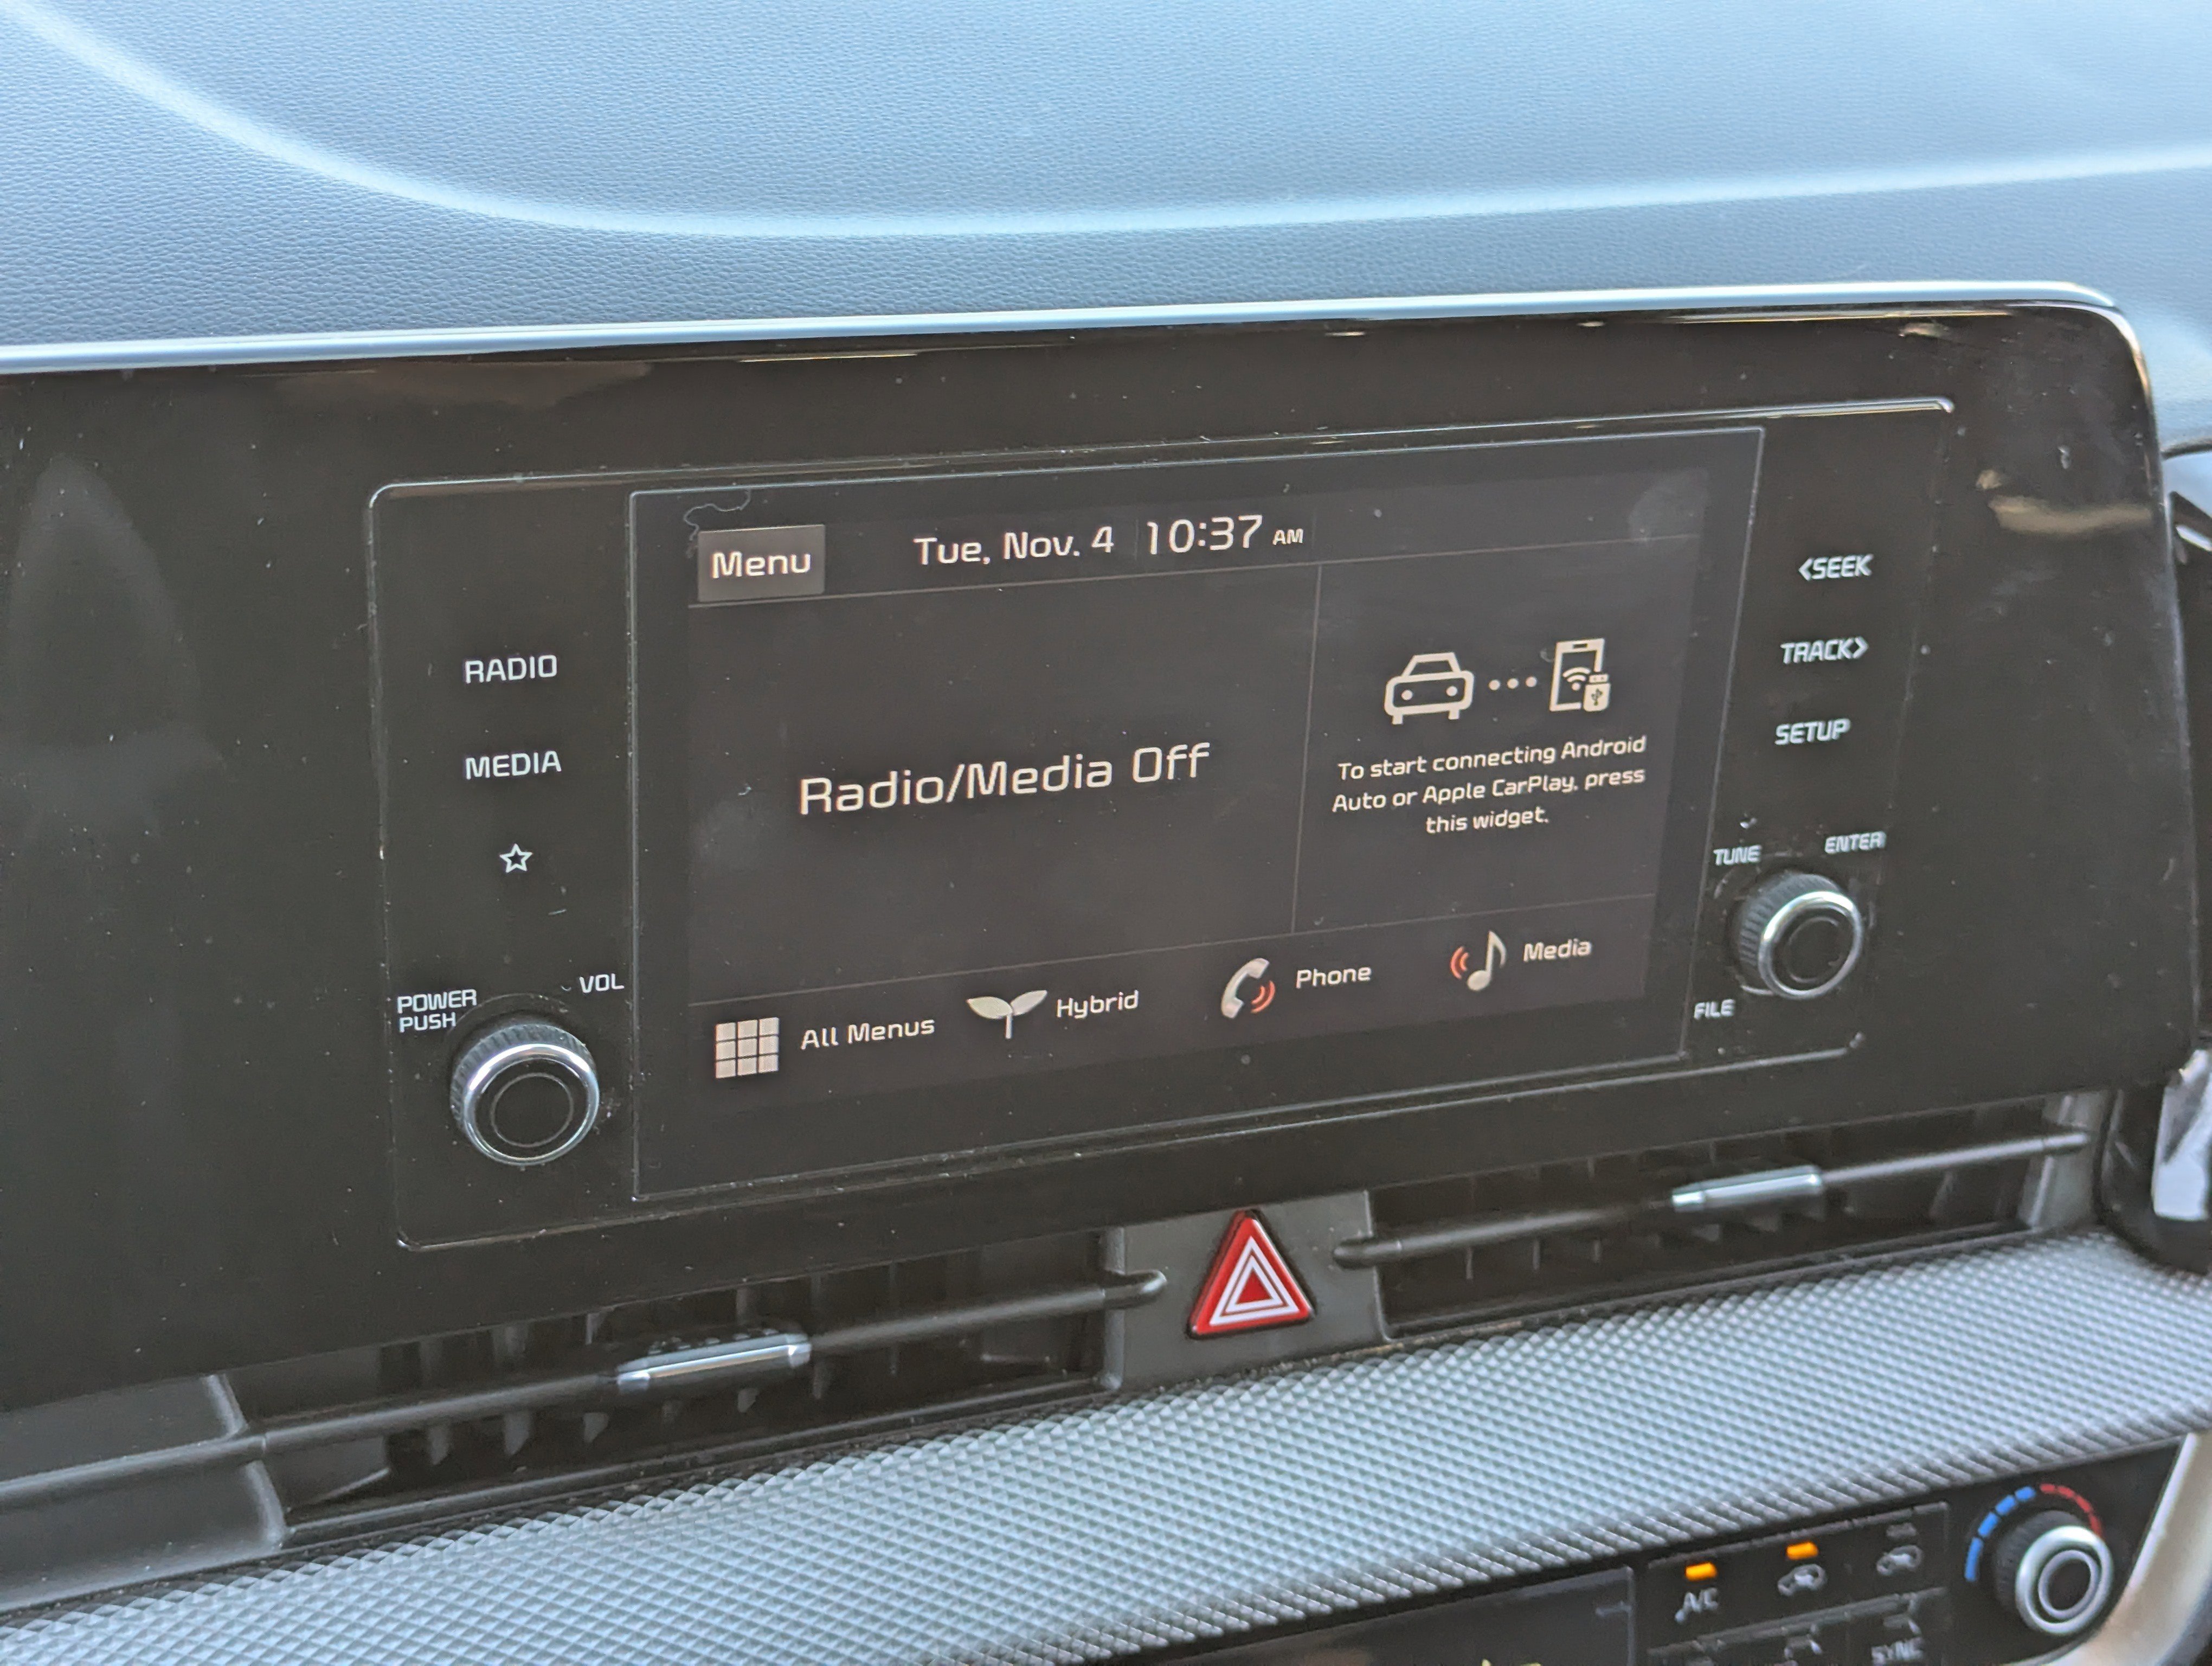 Menu
Tue, Nov. 4 10:37 AM
RADIO
MEDIA
POWER
PUSH
VOL
Radio/Media Off
To start connecting Android
Auto or Apple CarPlay, press
this widget.
All Menus
Hybrid
Phone
Media
<SEEK
TRACK>
SETUP
TUNE
ENTER
FILE
A/C
SYNC